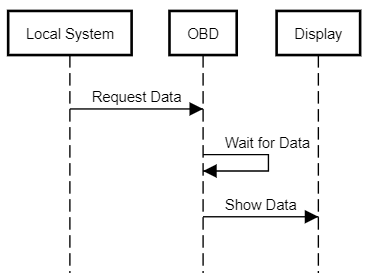 Local System
OBD
Display
Request Data
Wait for Data
Show Data